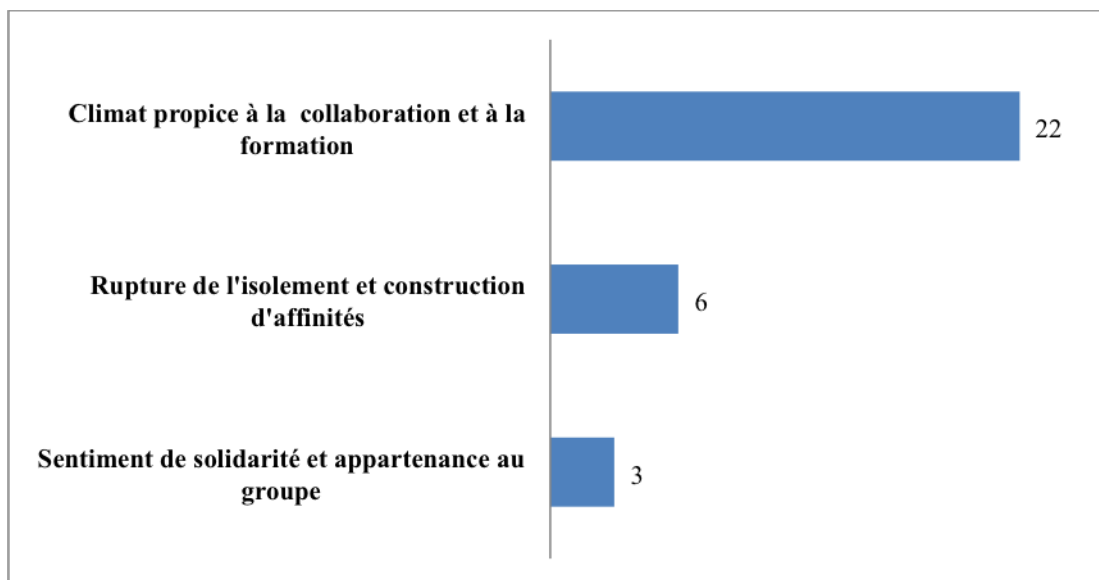 Climat propice à la collaboration et à la
formation
22
Rupture de l'isolement et construction
d'affinités
6
Sentiment de solidarité et appartenance au
groupe
3